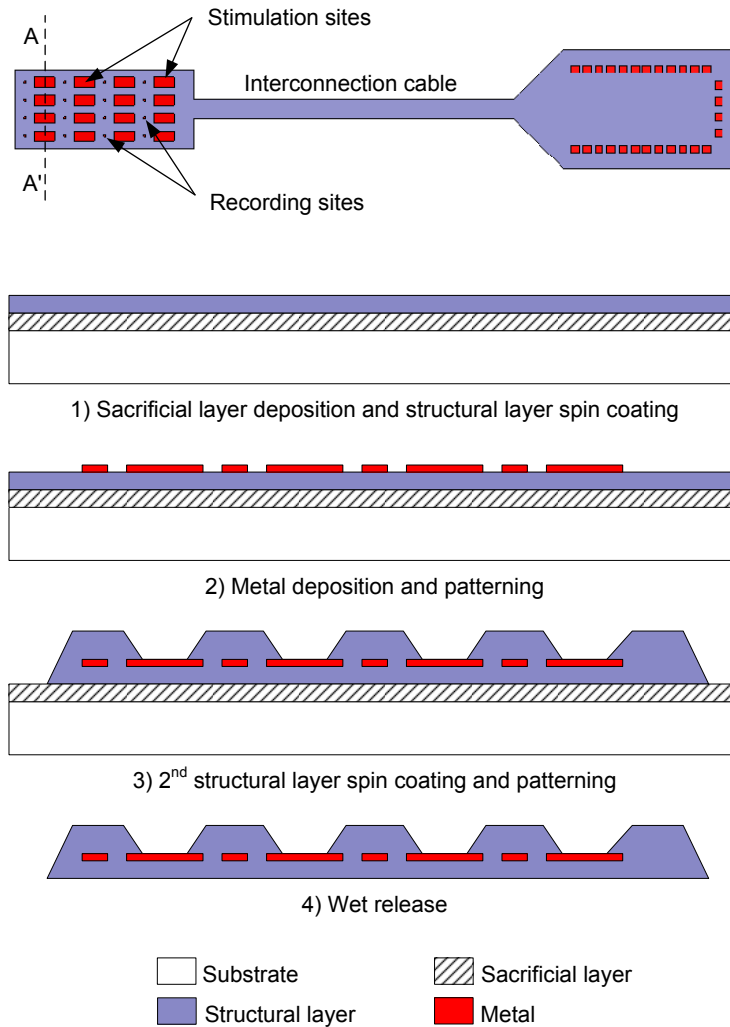 A
Stimulation sites
Interconnection cable
A'
Recording sites
1) Sacrificial layer deposition and structural layer spin coating
2) Metal deposition and patterning
3) 2nd structural layer spin coating and patterning
4) Wet release
Substrate
Sacrificial layer
Structural layer
Metal